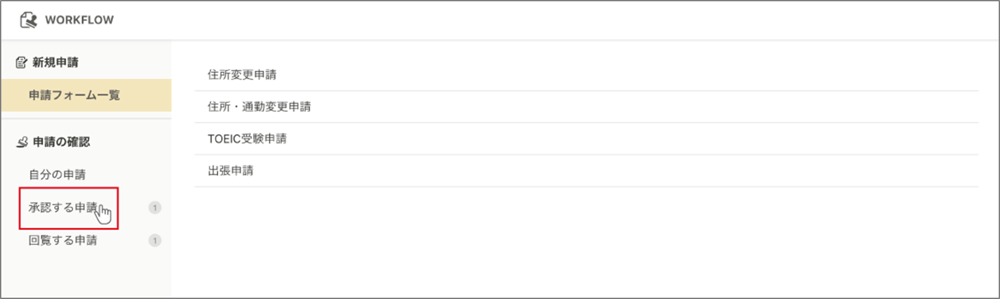 WORKFLOW
新規申請
申請フォーム一覧
申請の確認
自分の申請
承認する申請 1
回覧する申請 1
住所変更申請
住所・通勤変更申請
TOEIC受験申請
出張申請